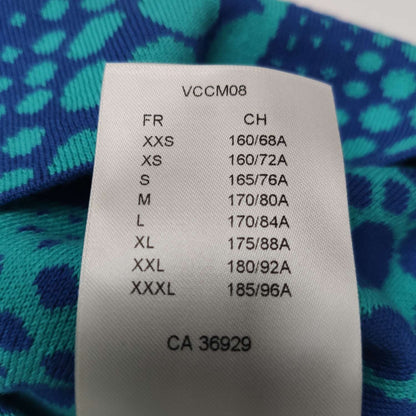 VCCM08
FR CH
XXS 160/68A
XS 160/72A
S 165/76A
M 170/80A
L 170/84A
XL 175/88A
XXL 180/92A
XXXL 185/96A
CA 36929